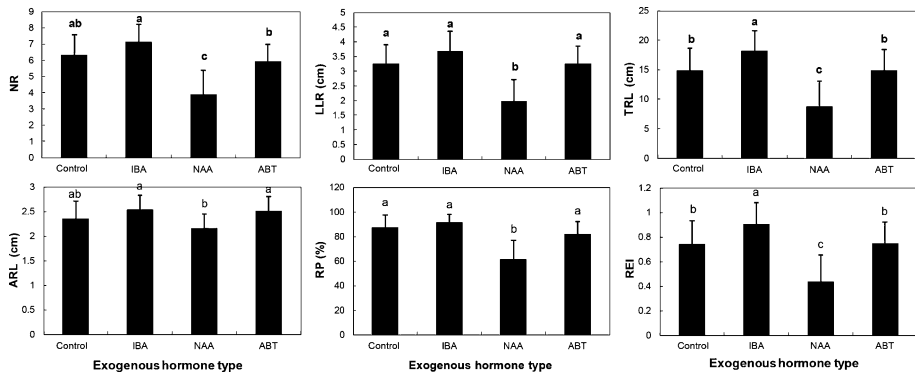 NR
9
8
7
6
5
4
3
2
1
0
ab
a
c
b
Control
IBA
NAA
ABT
LLR (cm)
5
4.5
4
3.5
3
2.5
2
1.5
1
0.5
0
a
a
b
a
Control
IBA
NAA
ABT
TRL (cm)
25
20
15
10
5
0
b
a
c
b
Control
IBA
NAA
ABT
ARL (cm)
3
2.5
2
1.5
1
0.5
0
ab
a
b
a
Control
IBA
NAA
ABT
Exogenous hormone type
RP (%)
120
100
80
60
40
20
0
a
a
b
a
Control
IBA
NAA
ABT
Exogenous hormone type
REI
1.2
1
0.8
0.6
0.4
0.2
0
b
a
c
b
Control
IBA
NAA
ABT
Exogenous hormone type